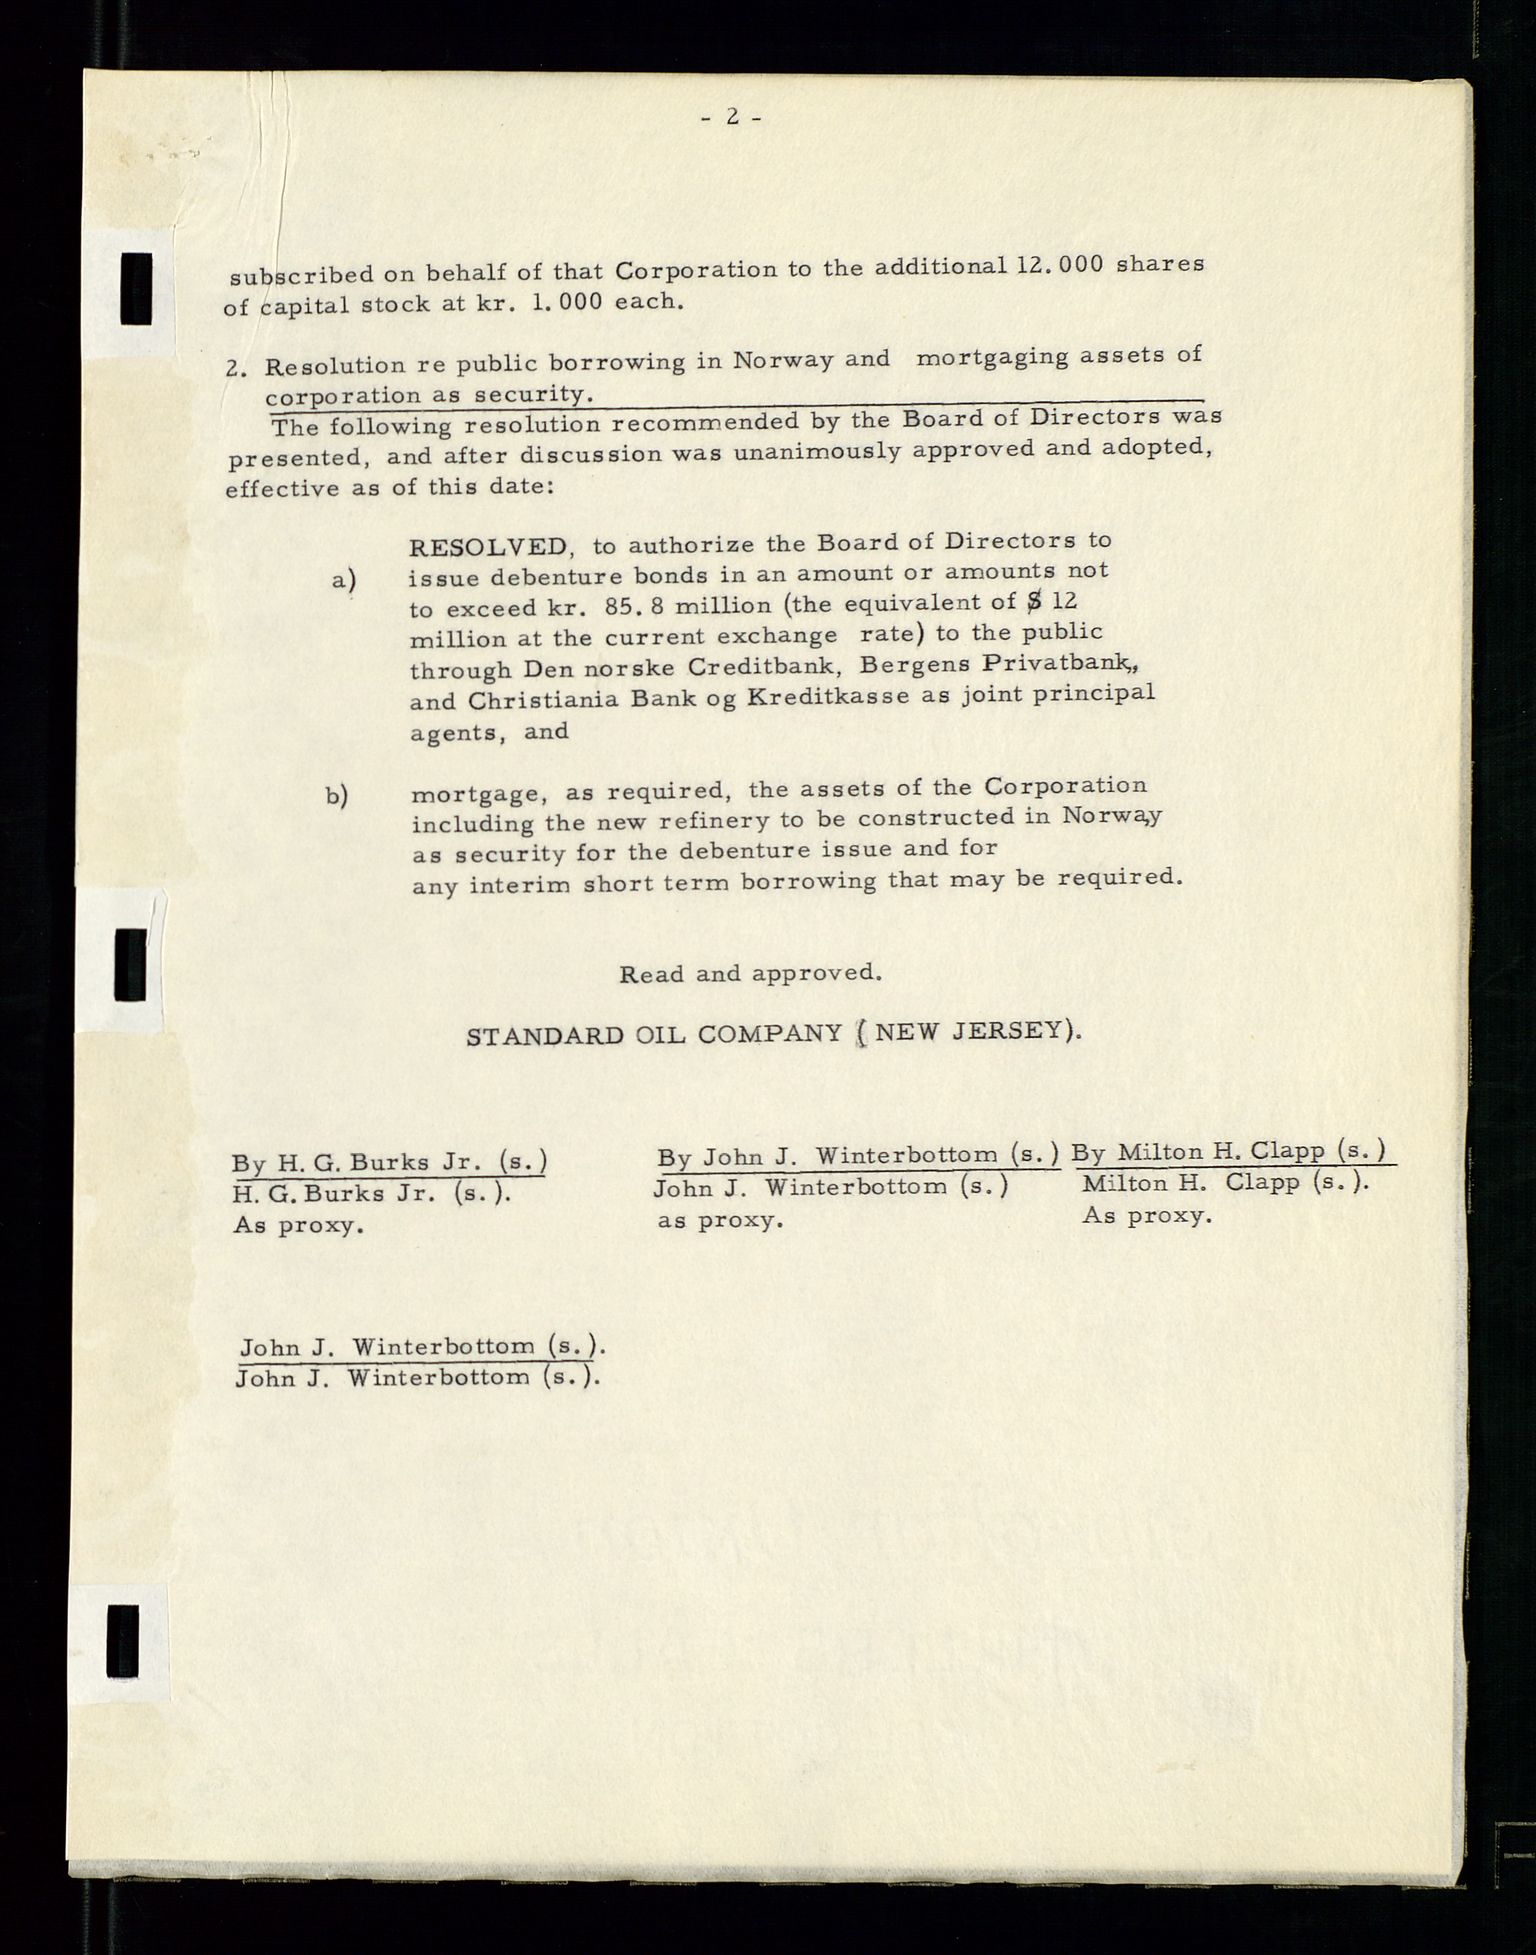 - 2 -
subscribed on behalf of that Corporation to the additional 12.000 shares
of capital stock at kr. 1.000 each.
2. Resolution re public borrowing in Norway and mortgaging assets of
corporation as security.
The following resolution recommended by the Board of Directors was
presented, and after discussion was unanimously approved and adopted,
effective as of this date:
RESOLVED, to authorize the Board of Directors to
a) issue debenture bonds in an amount or amounts not
to exceed kr. 85.8 million (the equivalent of $ 12
million at the current exchange rate) to the public
through Den norske Creditbank, Bergens Privatbank,,
and Christiania Bank og Kreditkasse as joint principal
agents, and
b) mortgage, as required, the assets of the Corporation
including the new refinery to be constructed in Norway
as security for the debenture issue and for
any interim short term borrowing that may be required.
Read and approved.
STANDARD OIL COMPANY ( NEW JERSEY).
By H. G. Burks Jr. (s.) By John J. Winterbottom (s.) By Milton H. Clapp (s.)
H. G. Burks Jr. (s.). John J. Winterbottom (s.) Milton H. Clapp (s.).
As proxy. as proxy. As proxy.
John J. Winterbottom (s.).
John J. Winterbottom (s.).